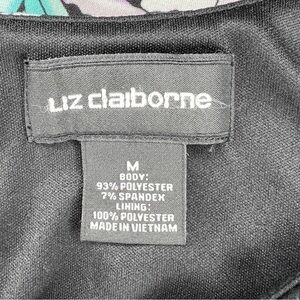 LIZ claiborne
M
BODY:
93% POLYESTER
7% SPANDEX
LINING:
100% POLYESTER
MADE IN VIETNAM